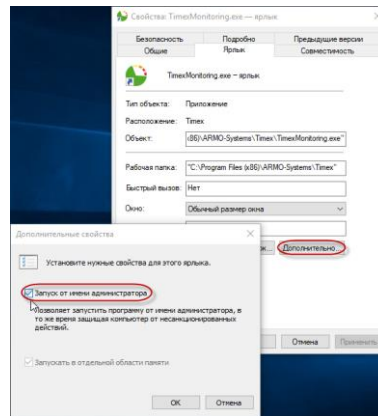 Свойства: TimexMonitoring.exe — ярлык
Безопасность Подробно Предыдущие версии
Общие Ярлык Совместимость
TimexMonitoring.exe – ярлык
Тип объекта: Приложение
Расположение: Timex
Объект: (x86)\ARMO-Systems\Timex\TimexMonitoring.exe"
Рабочая папка: "C:\Program Files (x86)\ARMO-Systems\Timex"
Быстрый вызов: Нет
Окно: Обычный размер окна
Дополнительно...
Отмена Применить
Дополнительные свойства
Установите нужные свойства для этого ярлыка.
Запуск от имени администратора
Позволяет запустить программу от имени администратора, в
то же время защищая компьютер от несанкционированных
действий.
Запускать в отдельной области памяти
ОК Отмена